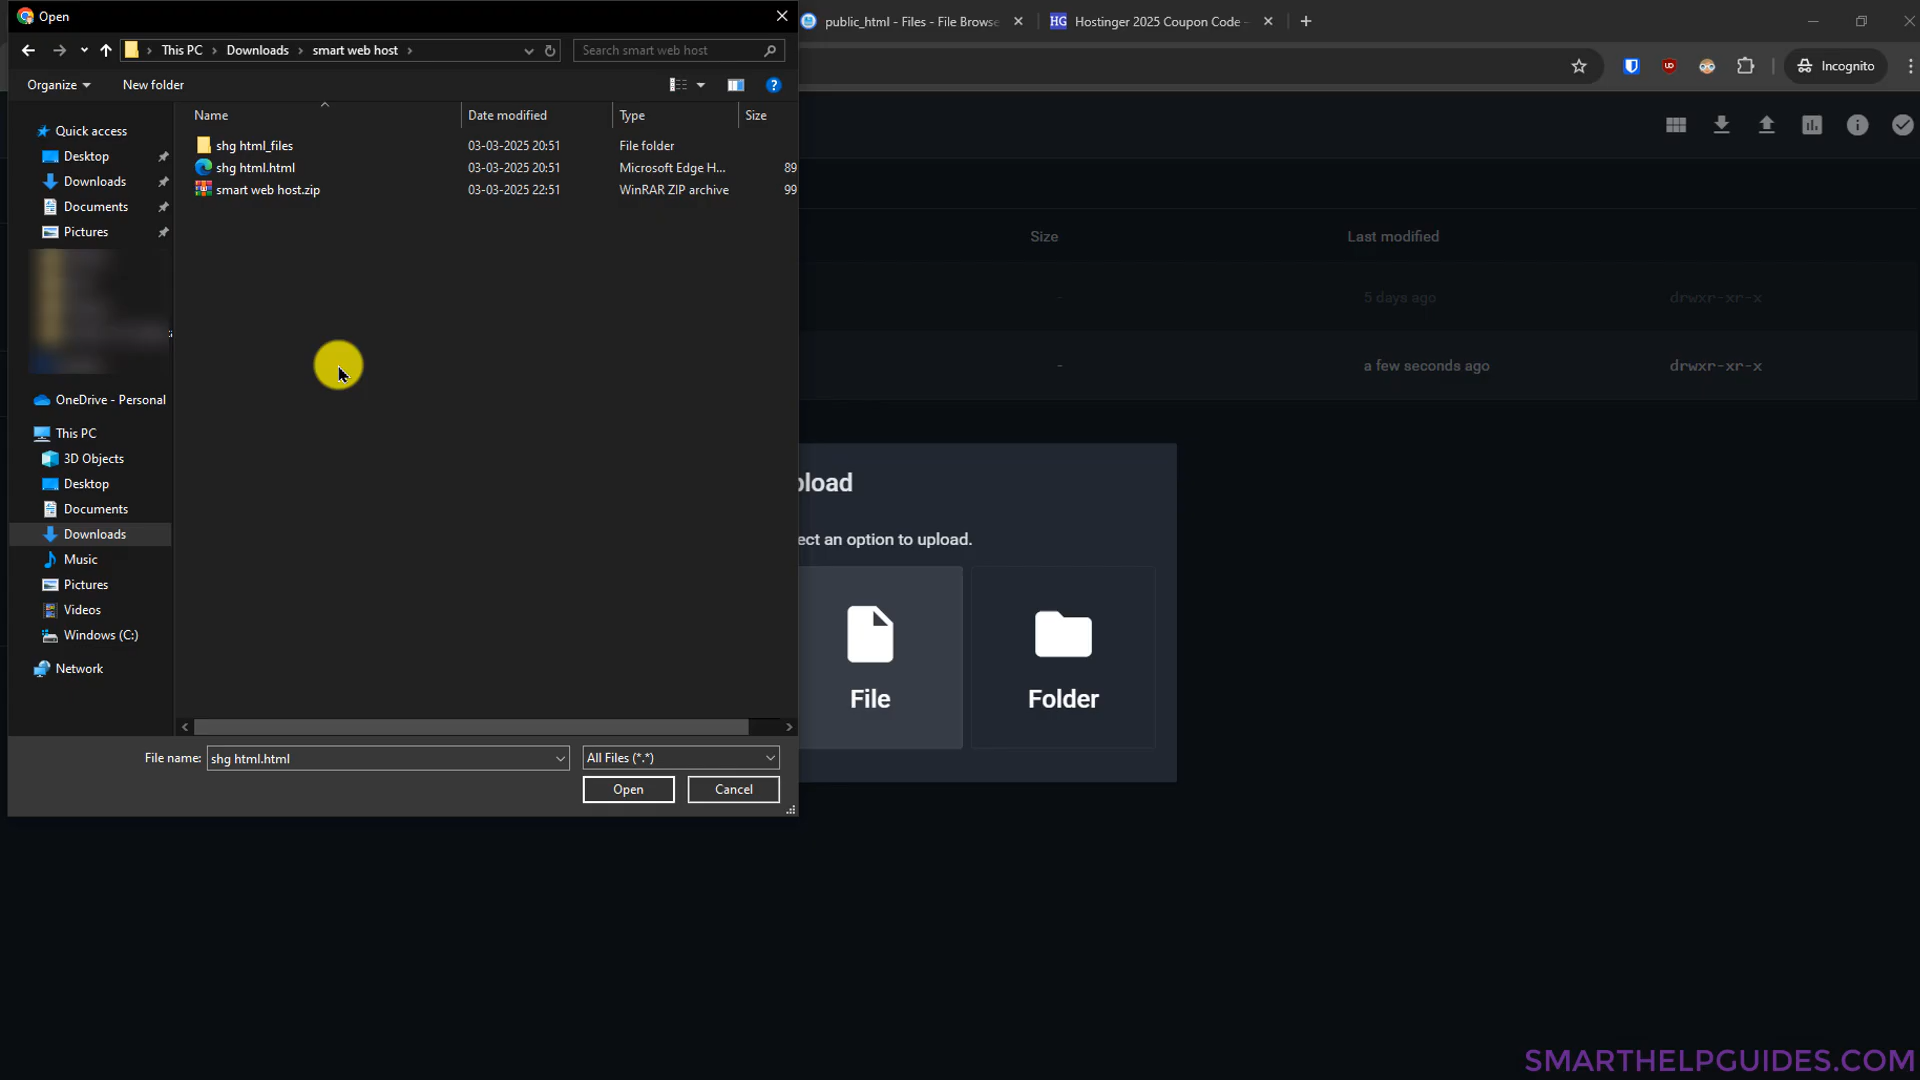 Open
public_html - Files - File Browse
HG Hostinger 2025 Coupon Code -
This PC > Downloads > smart web host >
Search smart web host
Incognito
Organize
New folder
Name
Date modified
Type
Size
Quick access
Desktop
Downloads
Documents
Pictures
OneDrive - Personal
This PC
3D Objects
Desktop
Documents
Downloads
Music
Pictures
Videos
Windows (C:)
Network
shg html_files 03-03-2025 20:51 File folder
shg html.html 03-03-2025 20:51 Microsoft Edge H... 89
smart web host.zip 03-03-2025 22:51 WinRAR ZIP archive 99
Size
Last modified
- 5 days ago drwxr-xr-x
- a few seconds ago drwxr-xr-x
pload
ect an option to upload.
File
Folder
File name: shg html.html
All Files (*.*)
Open
Cancel
SMARTHELPGUIDES.COM